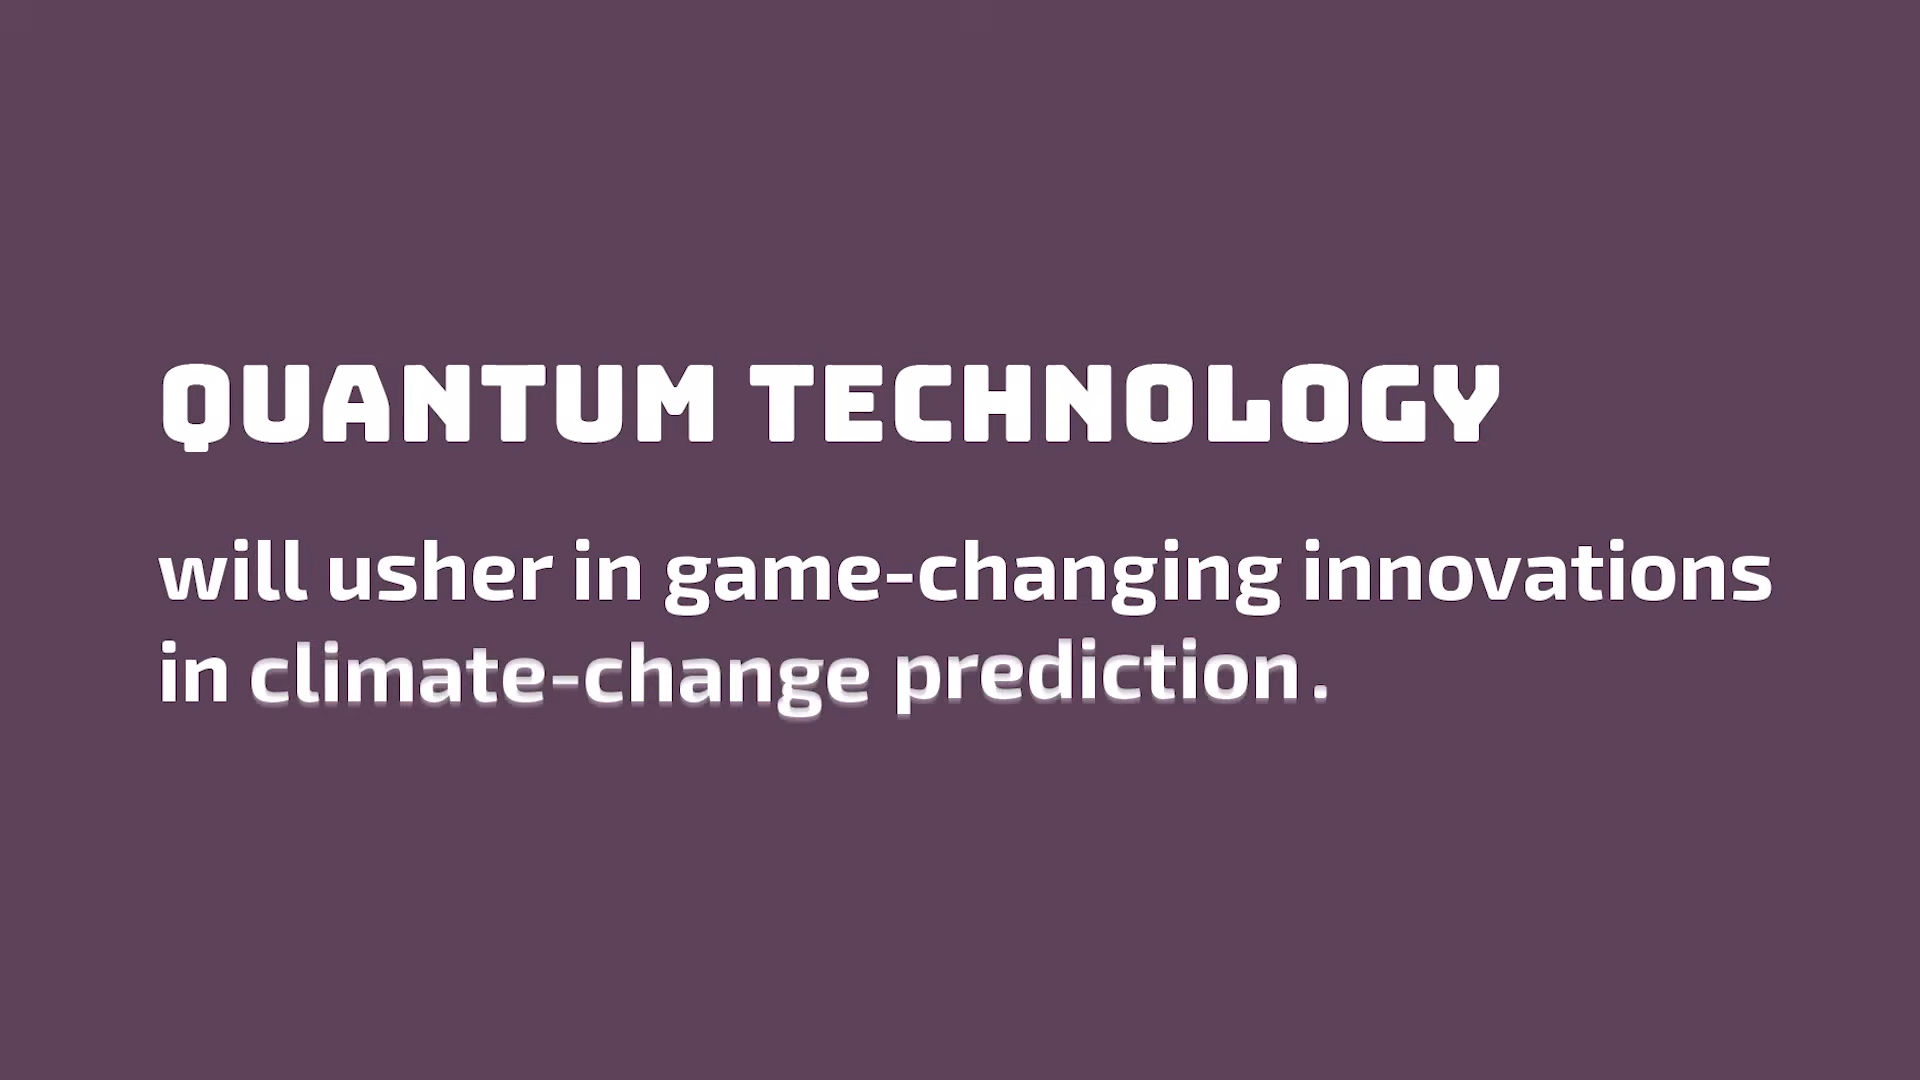 QUANTUM TECHNOLOGY
will usher in game-changing innovations
in climate-change prediction.